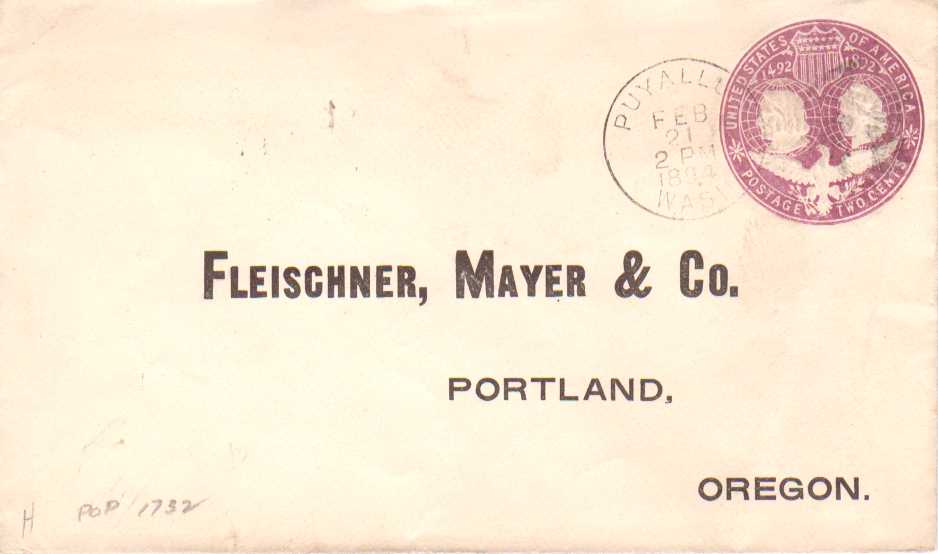 UNITED STATES OF AMERICA
1492 1892
POSTAGE TWO CENTS
PUYALLU
FEB
21
2 PM
1894
WASH
FLEISCHNER, MAYER & CO.
PORTLAND,
OREGON.
H POP 1732